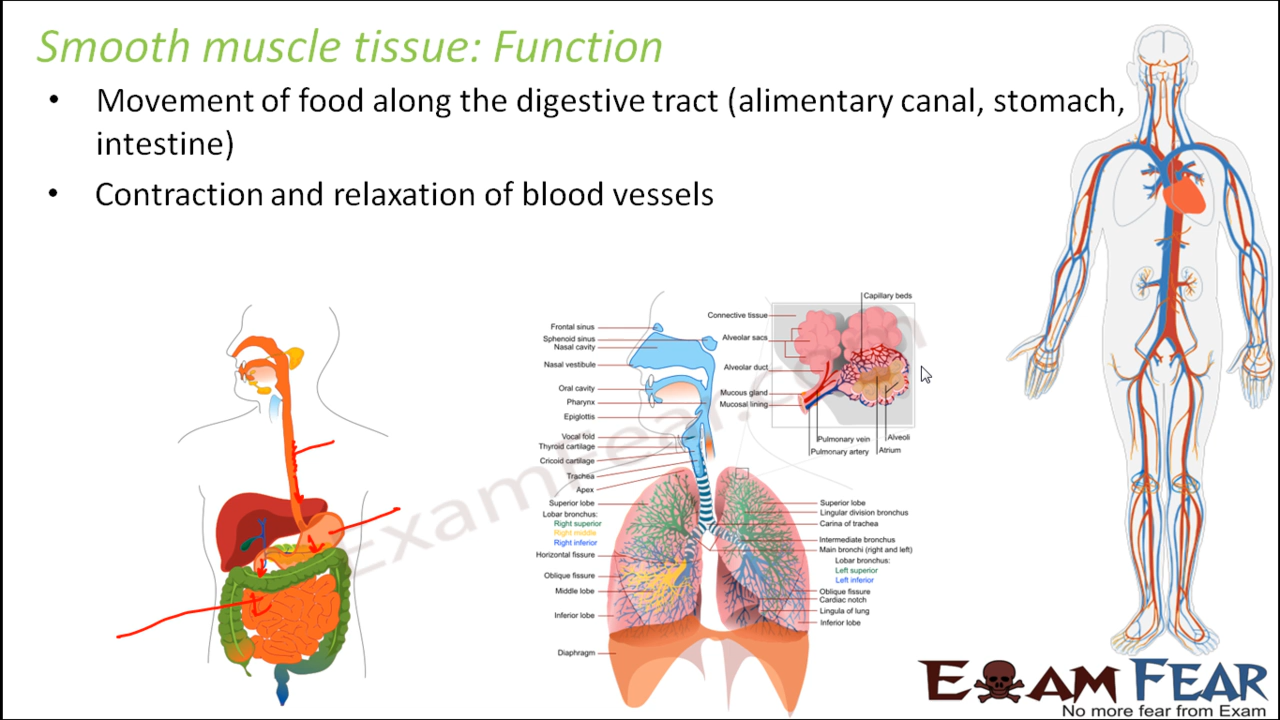 Smooth muscle tissue: Function
• Movement of food along the digestive tract (alimentary canal, stomach,
intestine)
• Contraction and relaxation of blood vessels
Frontal sinus
Sphenoid sinus
Nasal cavity
Nasal vestibule
Oral cavity
Pharynx
Epiglottis
Vocal fold
Thyroid cartilage
Cricoid cartilage
Trachea
Apex
Superior lobe
Lobar bronchus:
Right superior
Right middle
Right inferior
Horizontal fissure
Oblique fissure
Middle lobe
Inferior lobe
Diaphragm
Capillary beds
Connective tissue
Alveolar sacs
Alveolar duct
Mucous gland
Mucosal lining
Pulmonary vein
Pulmonary artery
Alveoli
Atrium
Superior lobe
Lingular division bronchus
Carina of trachea
Intermediate bronchus
Main bronchi (right and left)
Lobar bronchus:
Left superior
Left inferior
Oblique fissure
Cardiac notch
Lingula of lung
Inferior lobe
Examfear.com
EXAM FEAR
No more fear from Exam